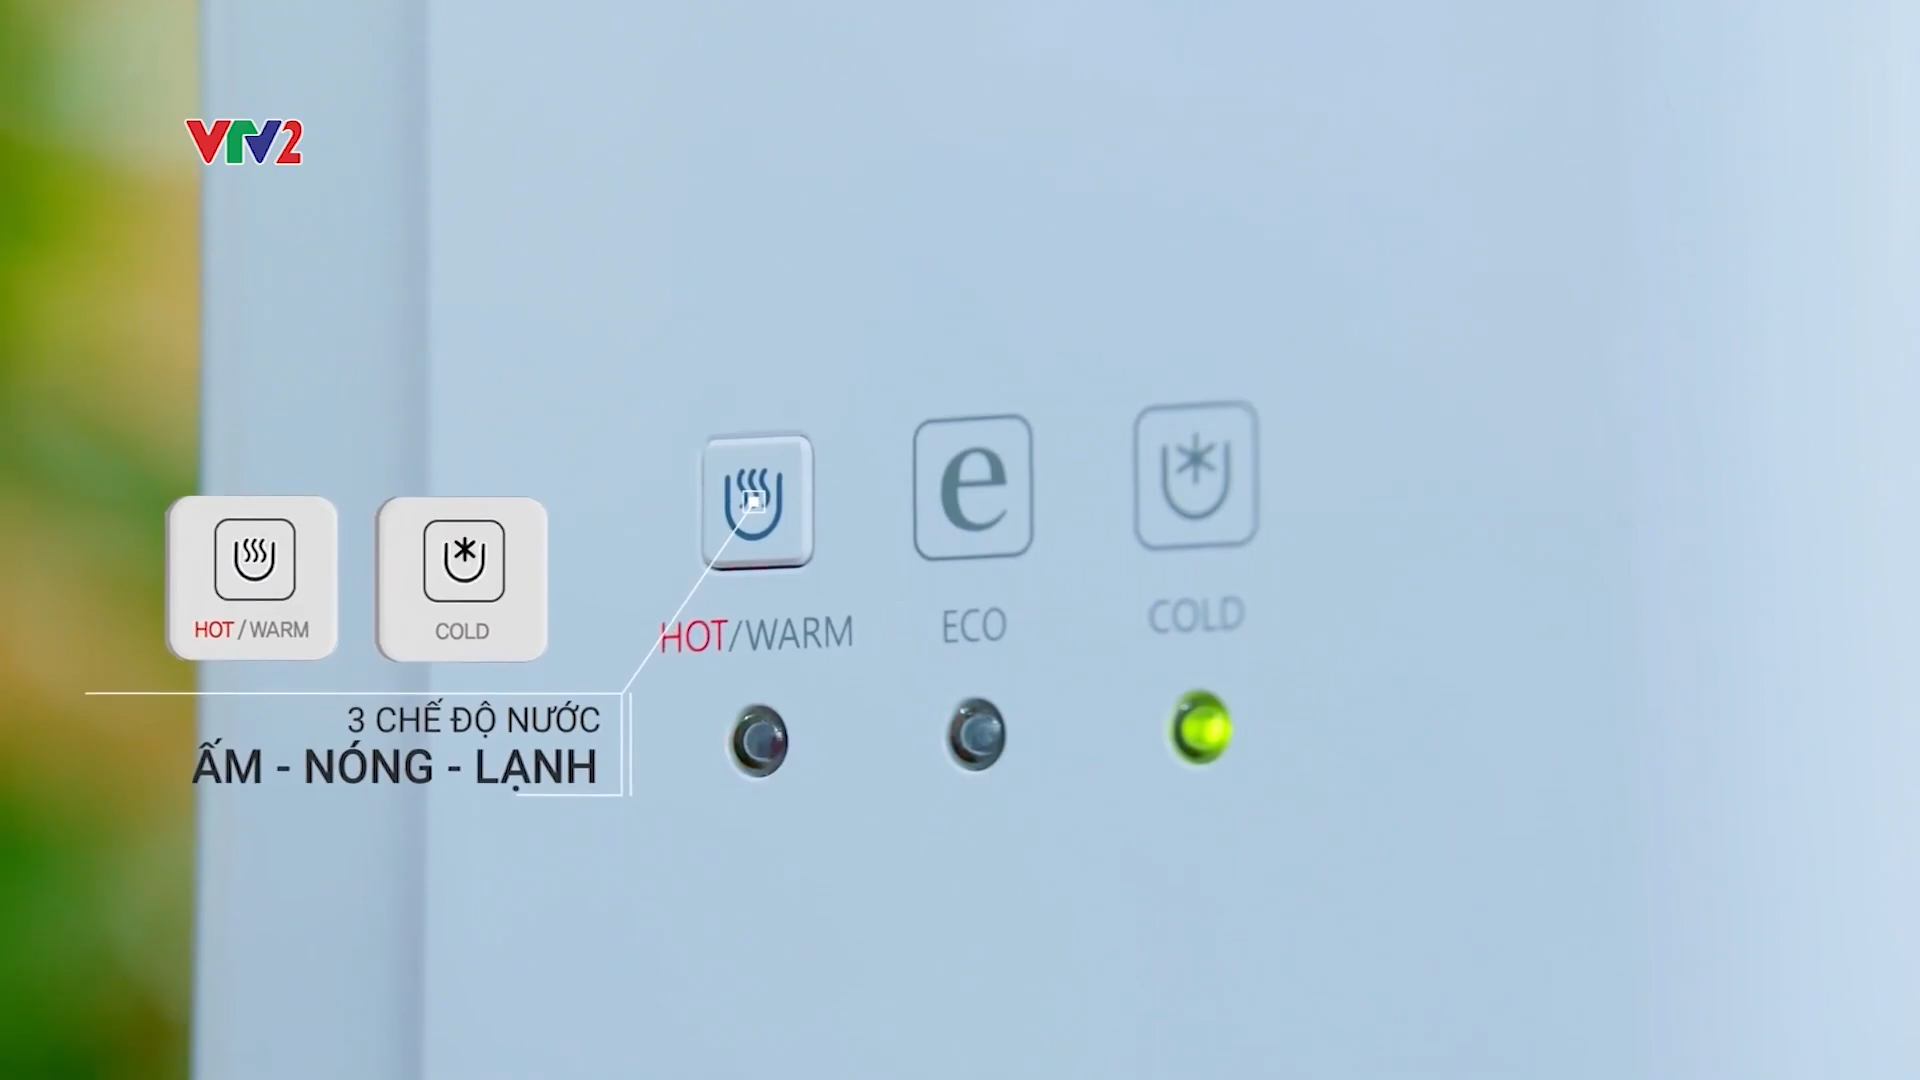 VTV2
HOT/WARM
COLD
3 CHẾ ĐỘ NƯỚC
ẤM - NÓNG - LẠNH
e
HOT/WARM
ECO
COLD